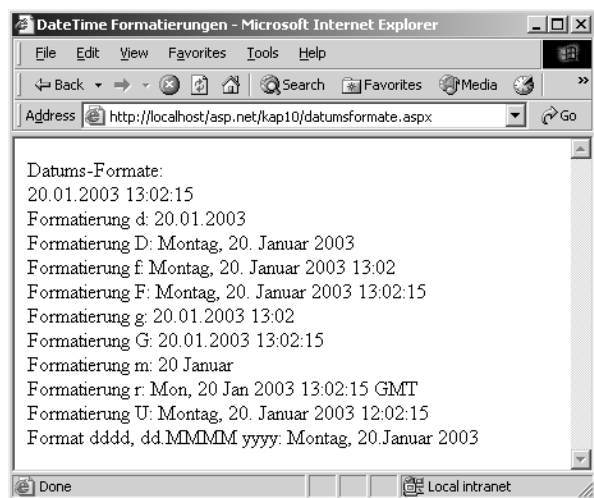 DateTime Formatierungen - Microsoft Internet Explorer
File Edit View Favorites Tools Help
Back Search Favorites Media »
Address http://localhost/asp.net/kap10/datumsformate.aspx Go
Datums-Formate:
20.01.2003 13:02:15
Formatierung d: 20.01.2003
Formatierung D: Montag, 20. Januar 2003
Formatierung f: Montag, 20. Januar 2003 13:02
Formatierung F: Montag, 20. Januar 2003 13:02:15
Formatierung g: 20.01.2003 13:02
Formatierung G: 20.01.2003 13:02:15
Formatierung m: 20 Januar
Formatierung r: Mon, 20 Jan 2003 13:02:15 GMT
Formatierung U: Montag, 20. Januar 2003 12:02:15
Format dddd, dd.MMMM yyyy: Montag, 20.Januar 2003
Done Local intranet